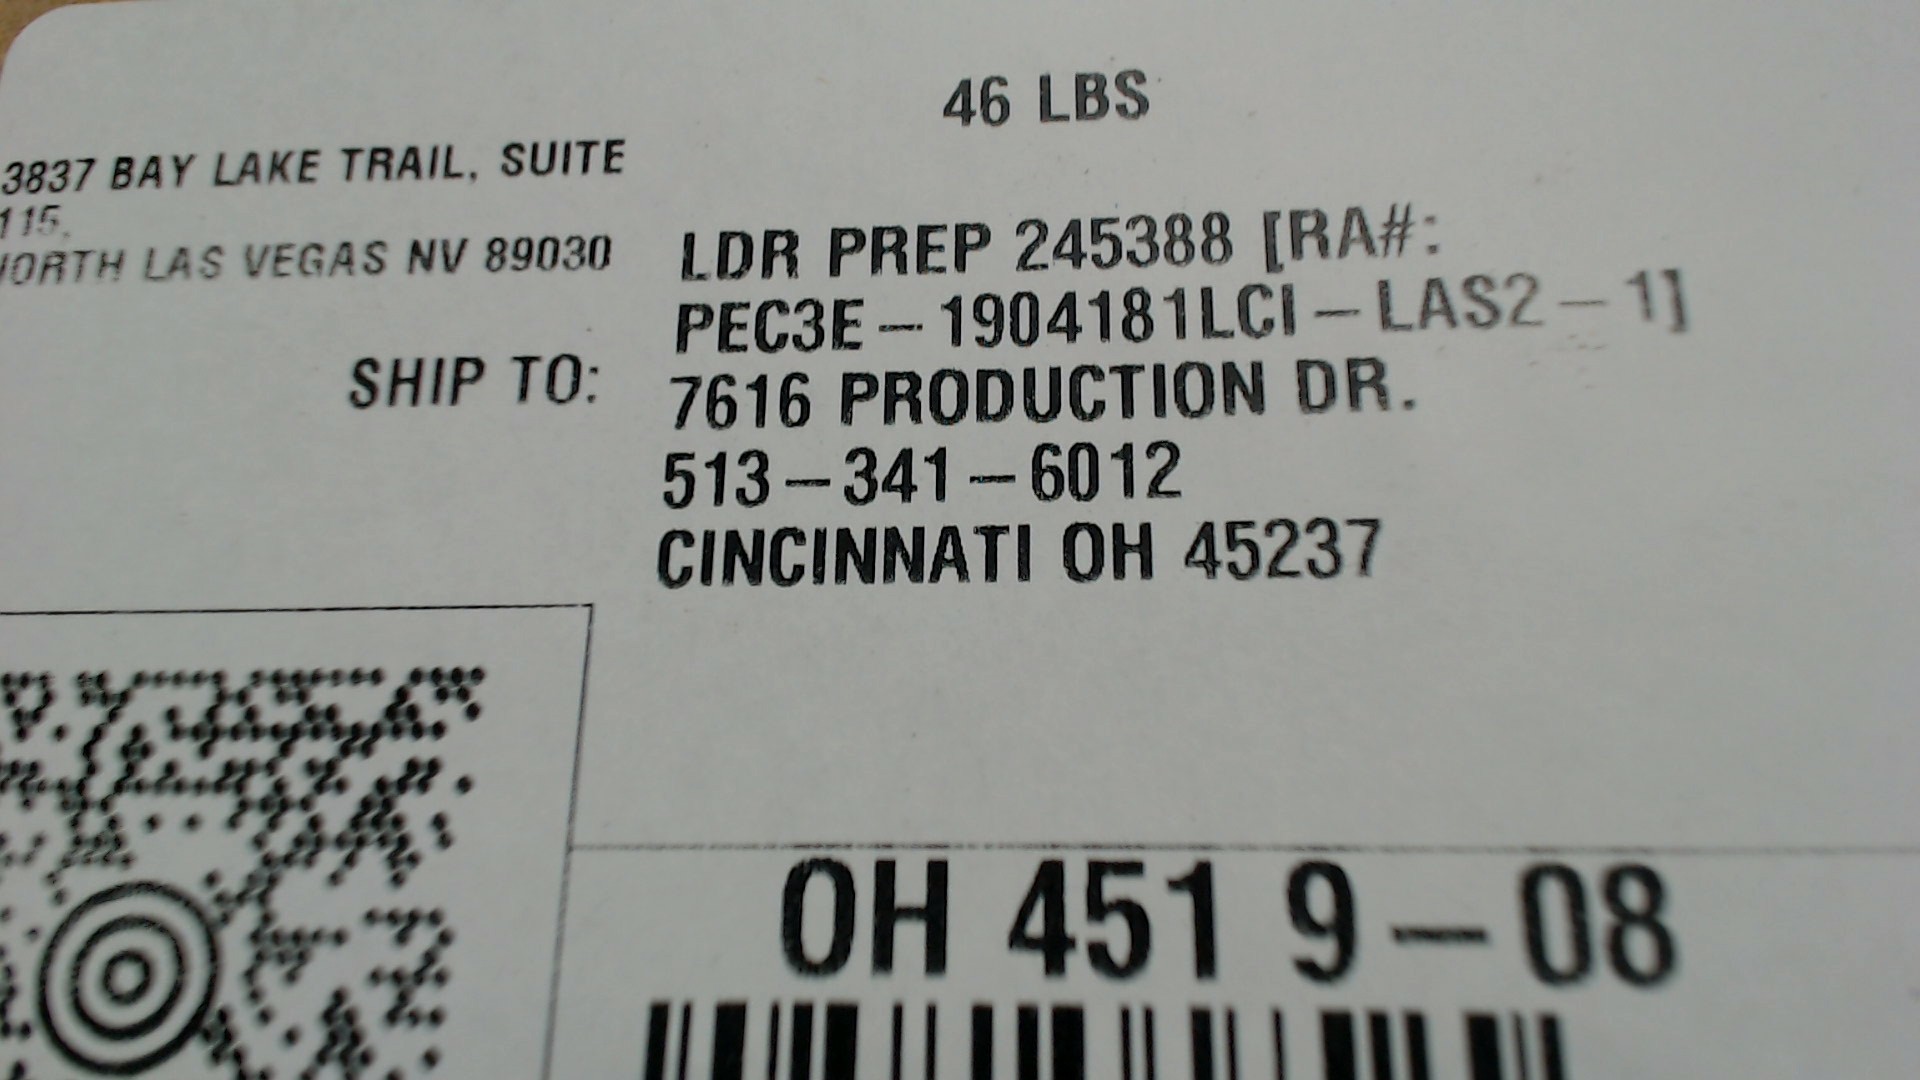 46 LBS
3837 BAY LAKE TRAIL, SUITE
115,
NORTH LAS VEGAS NV 89030
LDR PREP 245388 [RA#:
PEC3E-1904181LCI-LAS2-1]
SHIP TO:
7616 PRODUCTION DR.
513-341-6012
CINCINNATI OH 45237
OH 451 9-08